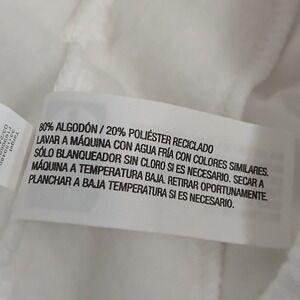 80% ALGODÓN / 20% POLIÉSTER RECICLADO
LAVAR A MÁQUINA CON AGUA FRÍA CON COLORES SIMILARES.
SÓLO BLANQUEADOR SIN CLORO SI ES NECESARIO. SECAR A
MÁQUINA A TEMPERATURA BAJA. RETIRAR OPORTUNAMENTE.
PLANCHAR A BAJA TEMPERATURA SI ES NECESARIO.